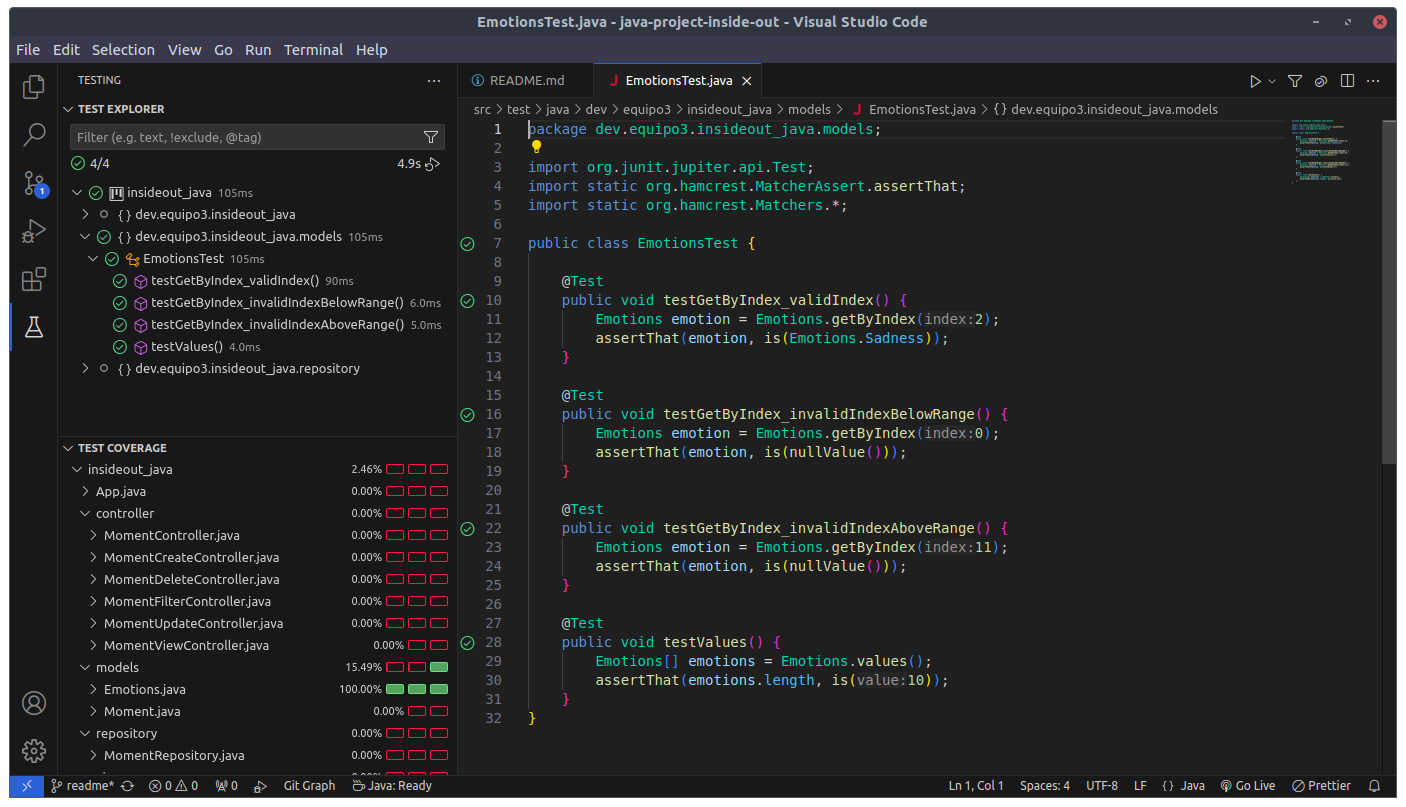 EmotionsTest.java - java-project-inside-out - Visual Studio Code
File Edit Selection View Go Run Terminal Help
TESTING
TEST EXPLORER
Filter (e.g. text, !exclude, @tag)
4/4 4.9s
insideout_java 105ms
{} dev.equipo3.insideout_java
{} dev.equipo3.insideout_java.models 105ms
EmotionsTest 105ms
testGetByIndex_validIndex() 90ms
testGetByIndex_invalidIndexBelowRange() 6.0ms
testGetByIndex_invalidIndexAboveRange() 5.0ms
testValues() 4.0ms
{} dev.equipo3.insideout_java.repository
TEST COVERAGE
insideout_java 2.46%
App.java 0.00%
controller 0.00%
MomentController.java 0.00%
MomentCreateController.java 0.00%
MomentDeleteController.java 0.00%
MomentFilterController.java 0.00%
MomentUpdateController.java 0.00%
MomentViewController.java 0.00%
models 15.49%
Emotions.java 100.00%
Moment.java 0.00%
repository 0.00%
MomentRepository.java 0.00%
1
README.md J EmotionsTest.java
src > test > java > dev > equipo3 > insideout_java > models > J EmotionsTest.java > {} dev.equipo3.insideout_java.models
1 package dev.equipo3.insideout_java.models;
2
3 import org.junit.jupiter.api.Test;
4 import static org.hamcrest.MatcherAssert.assertThat;
5 import static org.hamcrest.Matchers.*;
6
7 public class EmotionsTest {
8
9 @Test
10 public void testGetByIndex_validIndex() {
11 Emotions emotion = Emotions.getByIndex(index:2);
12 assertThat(emotion, is(Emotions.Sadness));
13 }
14
15 @Test
16 public void testGetByIndex_invalidIndexBelowRange() {
17 Emotions emotion = Emotions.getByIndex(index:0);
18 assertThat(emotion, is(nullValue()));
19 }
20
21 @Test
22 public void testGetByIndex_invalidIndexAboveRange() {
23 Emotions emotion = Emotions.getByIndex(index:11);
24 assertThat(emotion, is(nullValue()));
25 }
26
27 @Test
28 public void testValues() {
29 Emotions[] emotions = Emotions.values();
30 assertThat(emotions.length, is(value:10));
31 }
32 }
readme* 0 0 0 Git Graph Java: Ready Ln 1, Col 1 Spaces: 4 UTF-8 LF {} Java Go Live Prettier